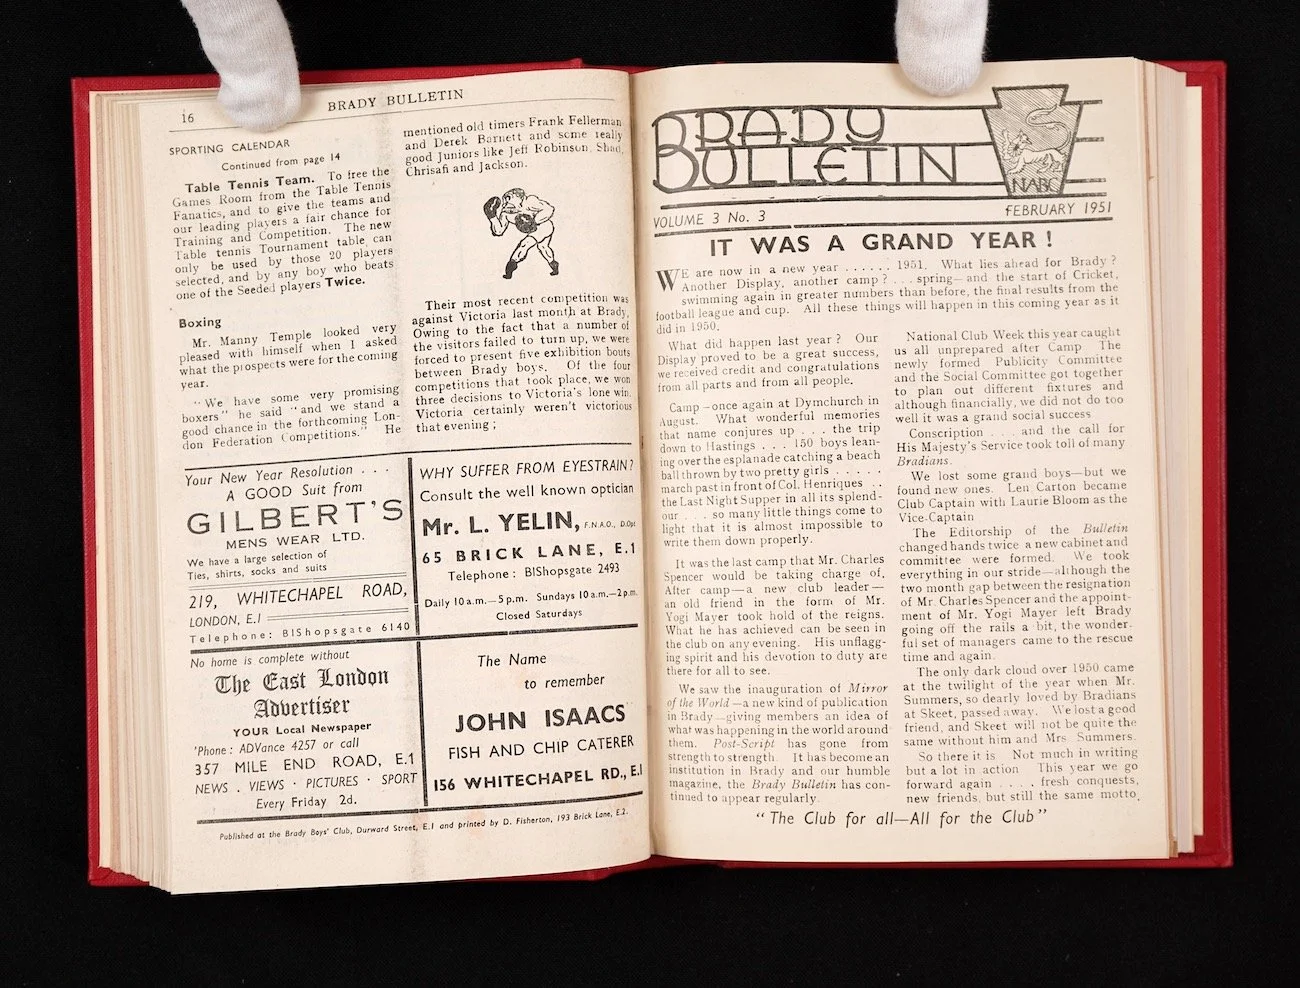 16
BRADY BULLETIN
SPORTING CALENDAR
Continued from page 14
Table Tennis Team. To free the
Games Room from the Table Tennis
Fanatics, and to give the teams and
our leading players a fair chance for
Training and Competition. The new
Table tennis Tournament table can
only be used by those 20 players
selected, and by any boy who beats
one of the Seeded players Twice.
Boxing
Mr. Manny Temple looked very
pleased with himself when I asked
what the prospects were for the coming
year.
"We have some very promising
boxers" he said "and we stand a
good chance in the forthcoming Lon-
don Federation Competitions." He
mentioned old timers Frank Fellerman
and Derek Barnett and some really
good Juniors like Jeff Robinson, Shad,
Chrisafi and Jackson.
Their most recent competition was
against Victoria last month at Brady.
Owing to the fact that a number of
the visitors failed to turn up, we were
forced to present five exhibition bouts
between Brady boys. Of the four
competitions that took place, we won
three decisions to Victoria's lone win.
Victoria certainly weren't victorious
that evening ;
Your New Year Resolution . . .
A GOOD Suit from
GILBERT'S
MENS WEAR LTD.
We have a large selection of
Ties, shirts, socks and suits
219, WHITECHAPEL ROAD,
LONDON, E.1
Telephone: BIShopsgate 6140
WHY SUFFER FROM EYESTRAIN?
Consult the well known optician
Mr. L. YELIN, F.N.A.O., D.Opt
65 BRICK LANE, E.1
Telephone: BIShopsgate 2493
Daily 10 a.m.—5 p.m. Sundays 10 a.m.—2 p.m.
Closed Saturdays
No home is complete without
The East London
Advertiser
YOUR Local Newspaper
'Phone: ADVance 4257 or call
357 MILE END ROAD, E.1
NEWS . VIEWS · PICTURES · SPORT
Every Friday 2d.
The Name
to remember
JOHN ISAACS
FISH AND CHIP CATERER
156 WHITECHAPEL RD., E.1
Published at the Brady Boys' Club, Durward Street, E.1 and printed by D. Fisherton, 193 Brick Lane, E.2.
BRADY
BULLETIN
NABC
VOLUME 3 No. 3
FEBRUARY 1951
IT WAS A GRAND YEAR !
WE are now in a new year . . . . . . 1951. What lies ahead for Brady ?
Another Display, another camp ? . . . spring—and the start of Cricket,
swimming again in greater numbers than before, the final results from the
football league and cup. All these things will happen in this coming year as it
did in 1950.
What did happen last year ? Our
Display proved to be a great success,
we received credit and congratulations
from all parts and from all people.
Camp—once again at Dymchurch in
August. What wonderful memories
that name conjures up . . . the trip
down to Hastings . . . 150 boys lean-
ing over the esplanade catching a beach
ball thrown by two pretty girls . . . . .
march past in front of Col. Henriques . .
the Last Night Supper in all its splend-
our . . . so many little things come to
light that it is almost impossible to
write them down properly.
It was the last camp that Mr. Charles
Spencer would be taking charge of.
After camp—a new club leader—
an old friend in the form of Mr.
Yogi Mayer took hold of the reigns.
What he has achieved can be seen in
the club on any evening. His unflagg-
ing spirit and his devotion to duty are
there for all to see.
We saw the inauguration of Mirror
of the World—a new kind of publication
in Brady—giving members an idea of
what was happening in the world around
them. Post-Script has gone from
strength to strength. It has become an
institution in Brady and our humble
magazine, the Brady Bulletin has con-
tinued to appear regularly.
National Club Week this year caught
us all unprepared after Camp The
newly formed Publicity Committee
and the Social Committee got together
to plan out different fixtures and
although financially, we did not do too
well it was a grand social success
Conscription . . . and the call for
His Majesty's Service took toll of many
Bradians.
We lost some grand boys—but we
found new ones. Len Carton became
Club Captain with Laurie Bloom as the
Vice-Captain
The Editorship of the Bulletin
changed hands twice a new cabinet and
committee were formed. We took
everything in our stride—although the
two month gap between the resignation
of Mr. Charles Spencer and the appoint-
ment of Mr. Yogi Mayer left Brady
going off the rails a bit, the wonder-
ful set of managers came to the rescue
time and again.
The only dark cloud over 1950 came
at the twilight of the year when Mr.
Summers, so dearly loved by Bradians
at Skeet, passed away. We lost a good
friend, and Skeet will not be quite the
same without him and Mrs. Summers.
So there it is Not much in writing
but a lot in action This year we go
forward again . . . . fresh conquests,
new friends, but still the same motto,
"The Club for all—All for the Club"